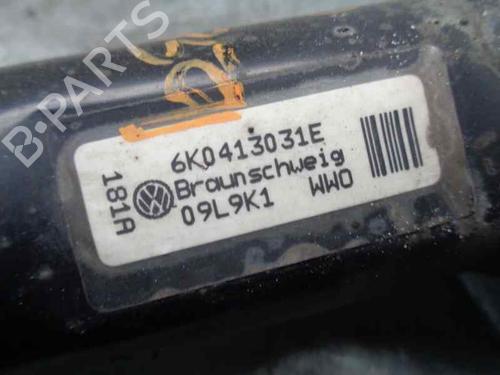 B-PARTS
181A
6K0413031E
Braunschweig
09L9K1 WWO